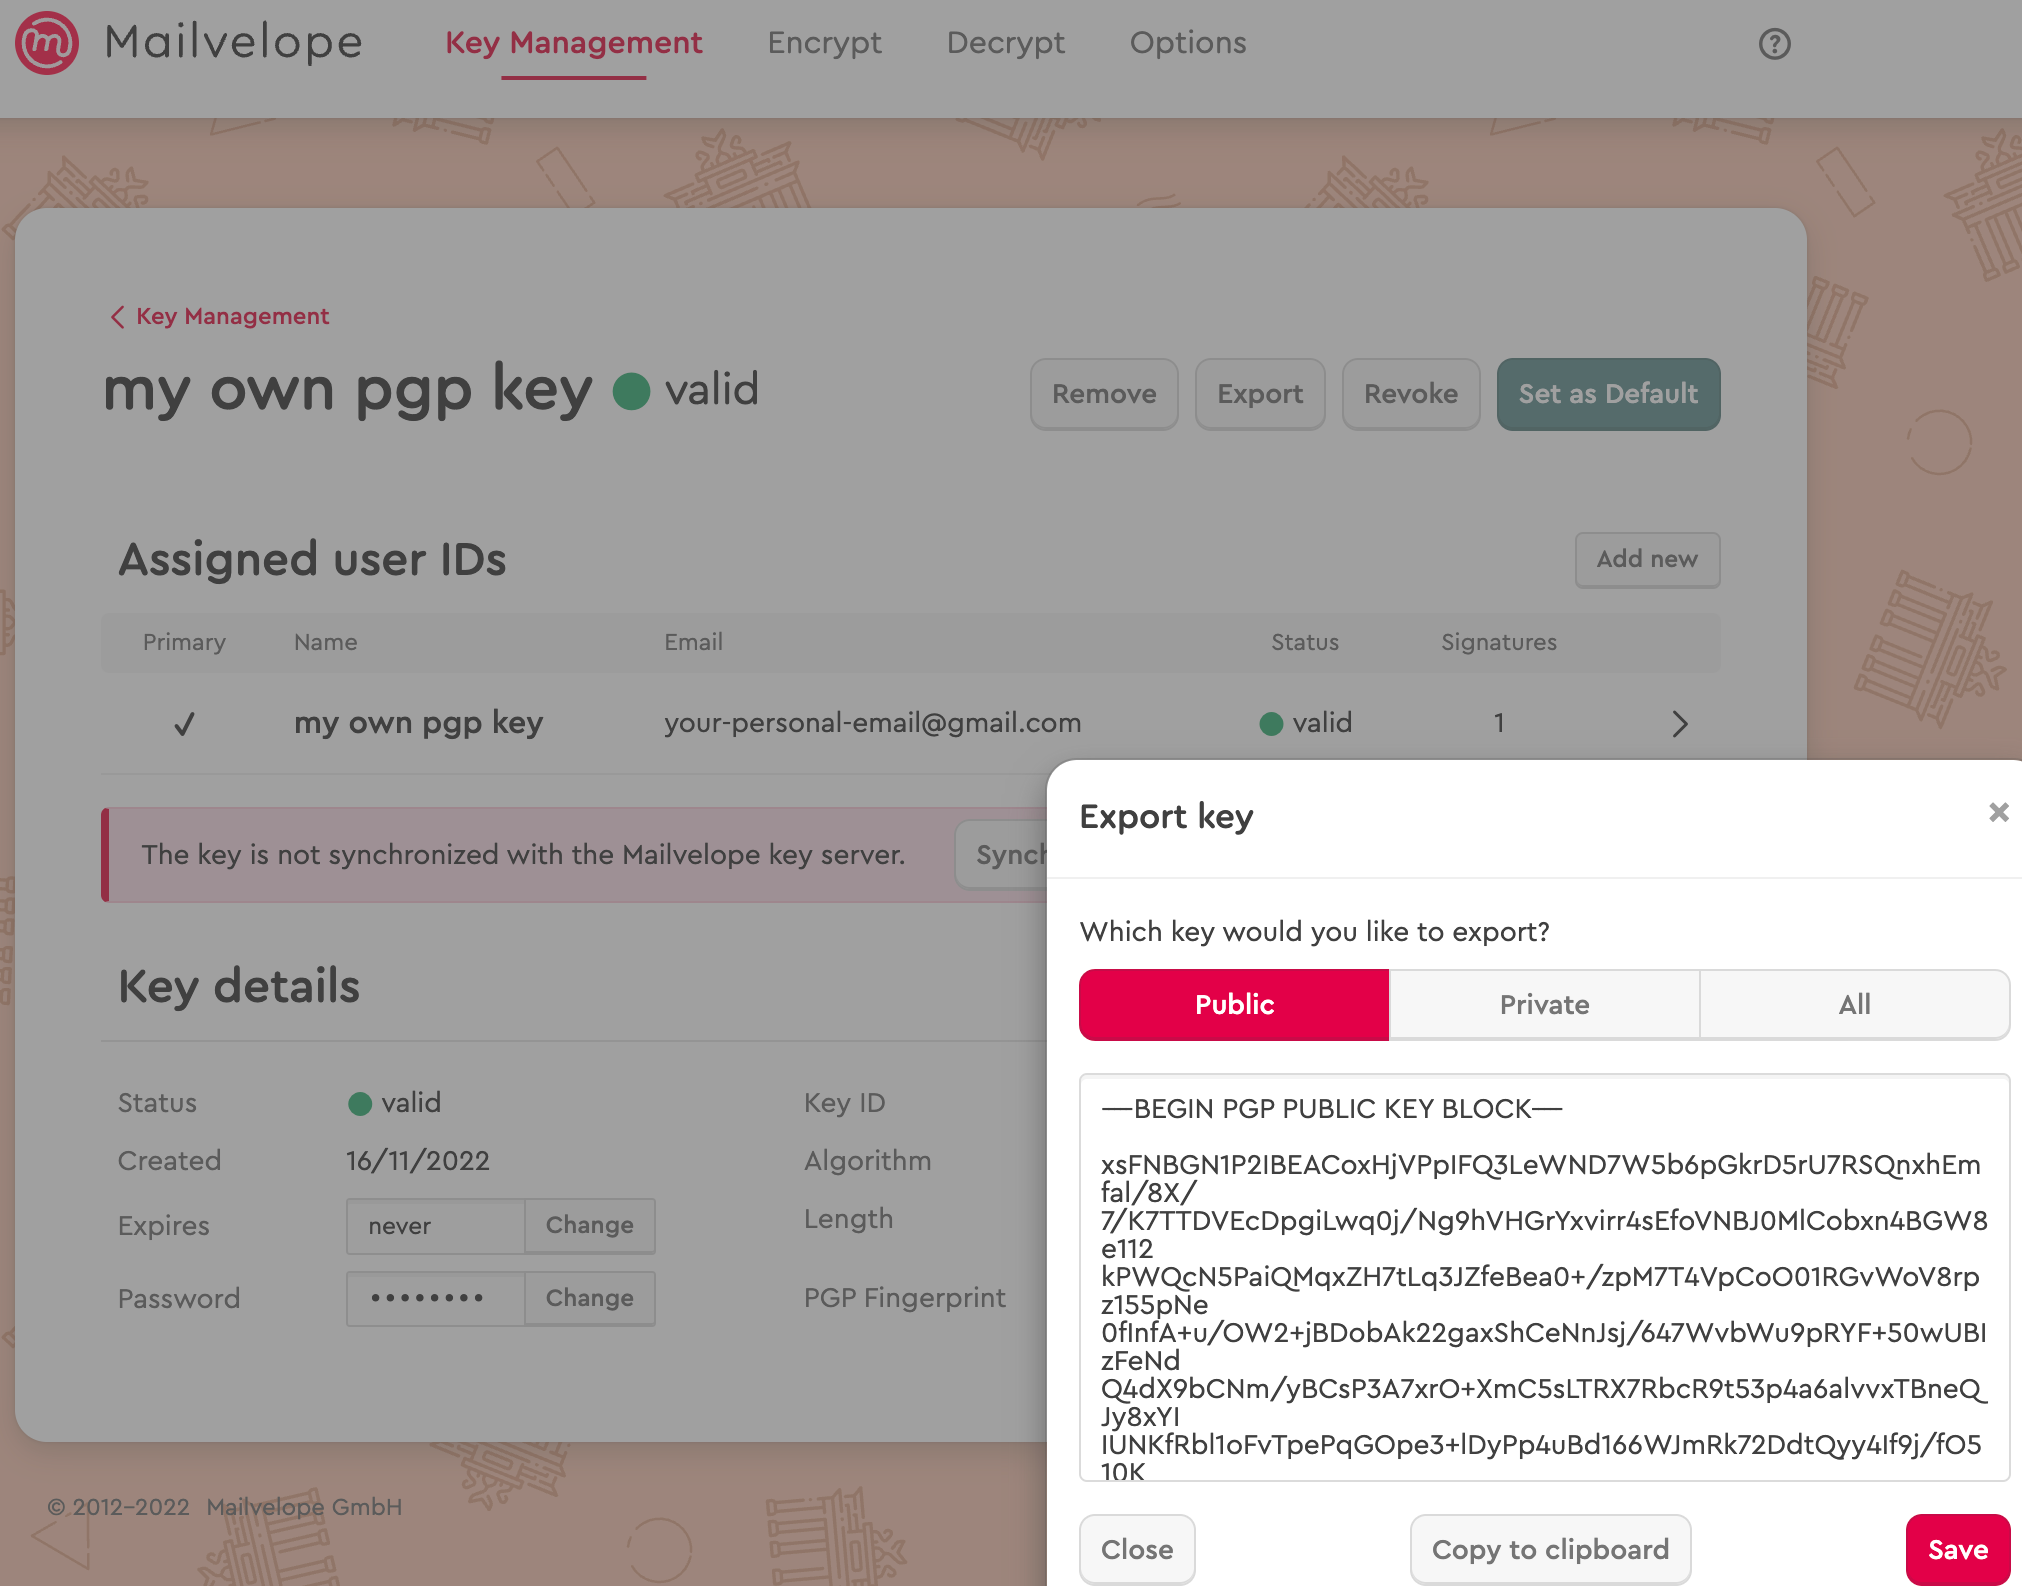 Mailvelope
Key Management
Encrypt
Decrypt
Options
?
Key Management
my own pgp key
valid
Remove
Export
Revoke
Set as Default
Assigned user IDs
Add new
Primary
Name
Email
Status
Signatures
my own pgp key
your-personal-email@gmail.com
valid
1
The key is not synchronized with the Mailvelope key server.
Export key
Which key would you like to export?
Public
Private
All
-----BEGIN PGP PUBLIC KEY BLOCK-----
xsFNBGN1P2IBEACoxHjVPpIFQ3LeWND7W5b6pGkrD5rU7RSQnxhEm
fal/8X/
7/K7TTDVEcDpgiLwq0j/Ng9hVHGrYxvirr4sEfoVNBJ0MlCobxn4BGW8
e112
kPWQcN5PaiQMqxZH7tLq3JZfeBea0+/zpM7T4VpCoO01RGvWoV8rp
z155pNe
0fInfA+u/OW2+jBDobAk22gaxShCeNnJsj/647WvbWu9pRYF+50wUBI
zFeNd
Q4dX9bCNm/yBCsP3A7xrO+XmC5sLTRX7RbcR9t53p4a6alvvxTBneQ
Jy8xYI
IUNKfRbl1oFvTpePqGOpe3+lDyPp4uBd166WJmRk72DdtQyy4If9j/fO5
10K
Close
Copy to clipboard
Save
Key details
Status
valid
Created
16/11/2022
Expires
never
Change
Password
Change
Key ID
Algorithm
Length
PGP Fingerprint
© 2012-2022 Mailvelope GmbH